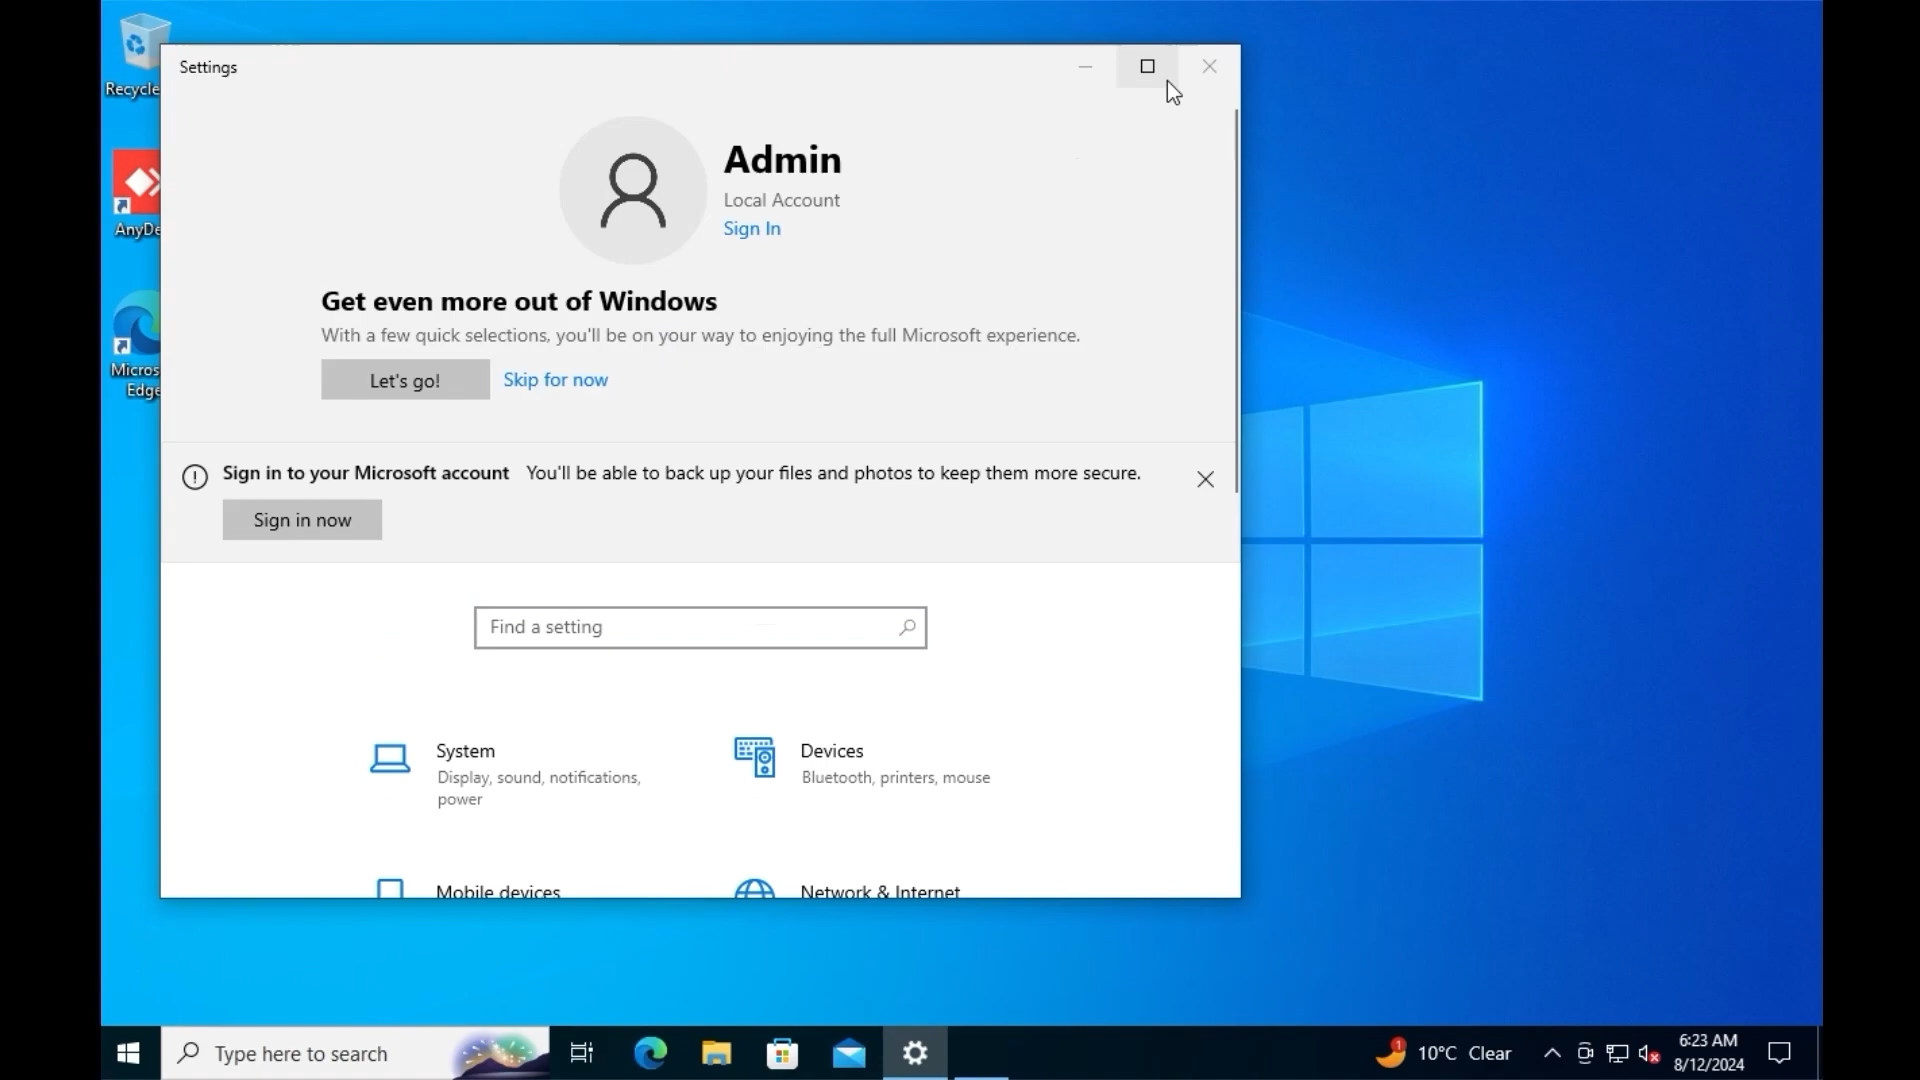 Recycle
Settings
Admin
Local Account
Sign In
AnyDe
Get even more out of Windows
With a few quick selections, you'll be on your way to enjoying the full Microsoft experience.
Let's go!
Skip for now
Micros
Edge
Sign in to your Microsoft account You'll be able to back up your files and photos to keep them more secure.
Sign in now
Find a setting
System
Display, sound, notifications,
power
Devices
Bluetooth, printers, mouse
Mobile devices
Network & Internet
Type here to search
1
10°C Clear
6:23 AM
8/12/2024